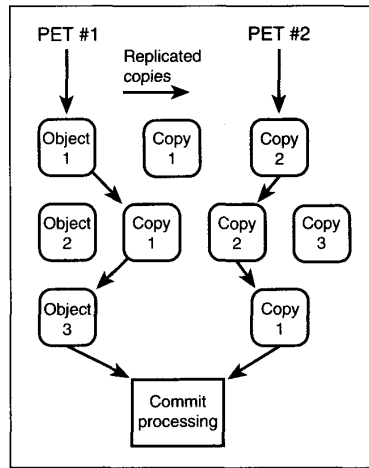 PET #1
PET #2
Replicated
copies
Object
1
Copy
1
Copy
2
Object
2
Copy
1
Copy
2
Copy
3
Object
3
Copy
1
Commit
processing